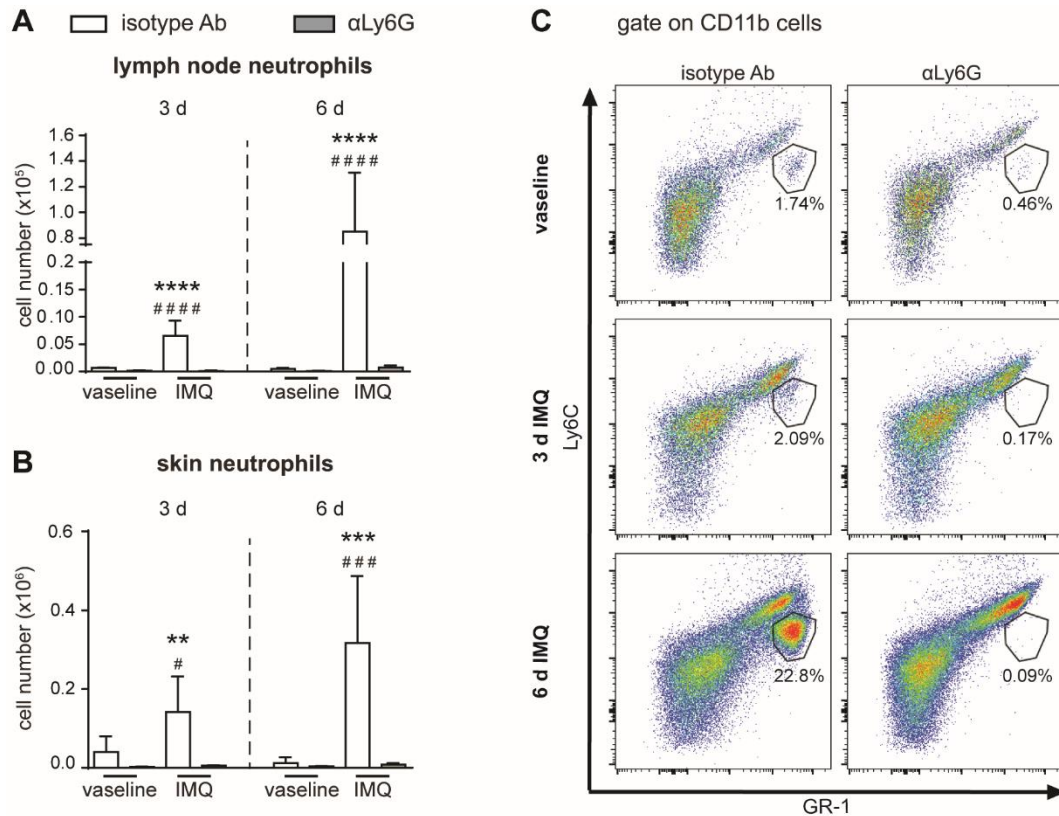 A
isotype Ab
αLy6G
lymph node neutrophils
3 d
6 d
cell number (x10⁵)
1.6
1.4
1.2
1.0
0.8
0.2
0.15
0.10
0.05
0.00
****
####
****
####
vaseline
IMQ
vaseline
IMQ
B
skin neutrophils
3 d
6 d
cell number (x10⁶)
0.6
0.4
0.2
0.0
**
#
***
###
vaseline
IMQ
vaseline
IMQ
C
gate on CD11b cells
isotype Ab
αLy6G
vaseline
1.74%
0.46%
3 d IMQ
2.09%
0.17%
6 d IMQ
22.8%
0.09%
Ly6C
GR-1